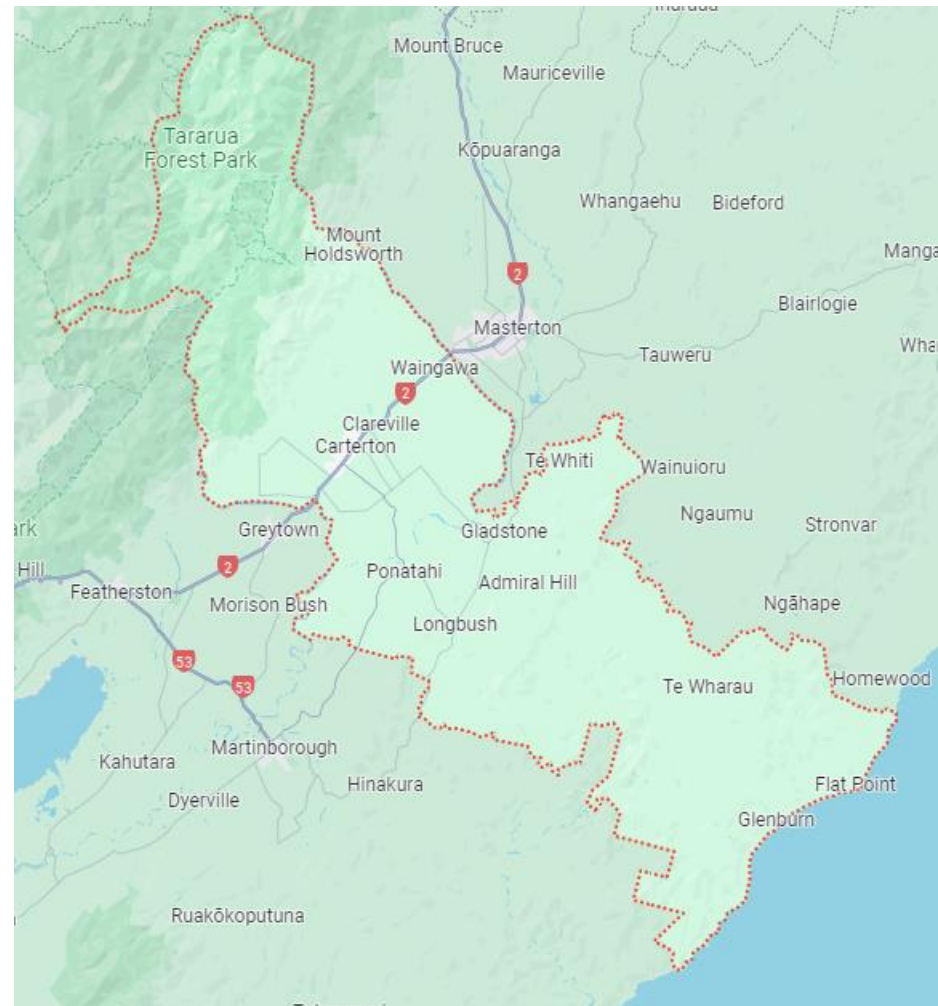 Mount Bruce
Mauriceville
Tararua
Forest Park
Kōpuaranga
Whangaehu
Bideford
Mount
Holdsworth
Manga
2
Blairlogie
Masterton
Wha
Tauweru
Waingawa
2
Clareville
Carterton
Te Whiti
Wainuioru
Ngaumu
Stronvar
ark
Greytown
Gladstone
Hill
2
Ponatahi
Admiral Hill
Featherston
Morison Bush
Ngāhape
Longbush
53
53
Te Wharau
Homewood
Martinborough
Kahutara
Hinakura
Flat Point
Dyerville
Glenburn
Ruakōkoputuna